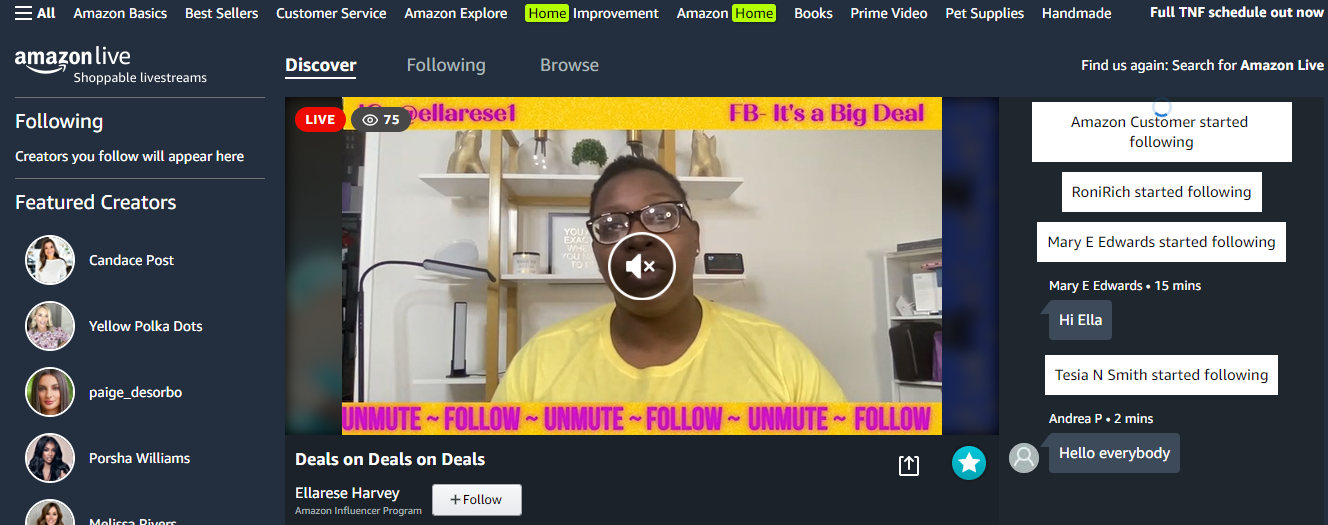 All Amazon Basics Best Sellers Customer Service Amazon Explore Home Improvement Amazon Home Books Prime Video Pet Supplies Handmade Full TNF schedule out now
amazon live
Shoppable livestreams
Discover Following Browse
Find us again: Search for Amazon Live
Following
Creators you follow will appear here
Featured Creators
Candace Post
Yellow Polka Dots
paige_desorbo
Porsha Williams
Melissa Rivers
LIVE
75
@ellarese1
FB- It's a Big Deal
UNMUTE ~ FOLLOW ~ UNMUTE ~ FOLLOW ~ UNMUTE ~ FOLLOW
Deals on Deals on Deals
Ellarese Harvey
Amazon Influencer Program
+ Follow
Amazon Customer started
following
RoniRich started following
Mary E Edwards started following
Mary E Edwards • 15 mins
Hi Ella
Tesia N Smith started following
Andrea P • 2 mins
Hello everybody